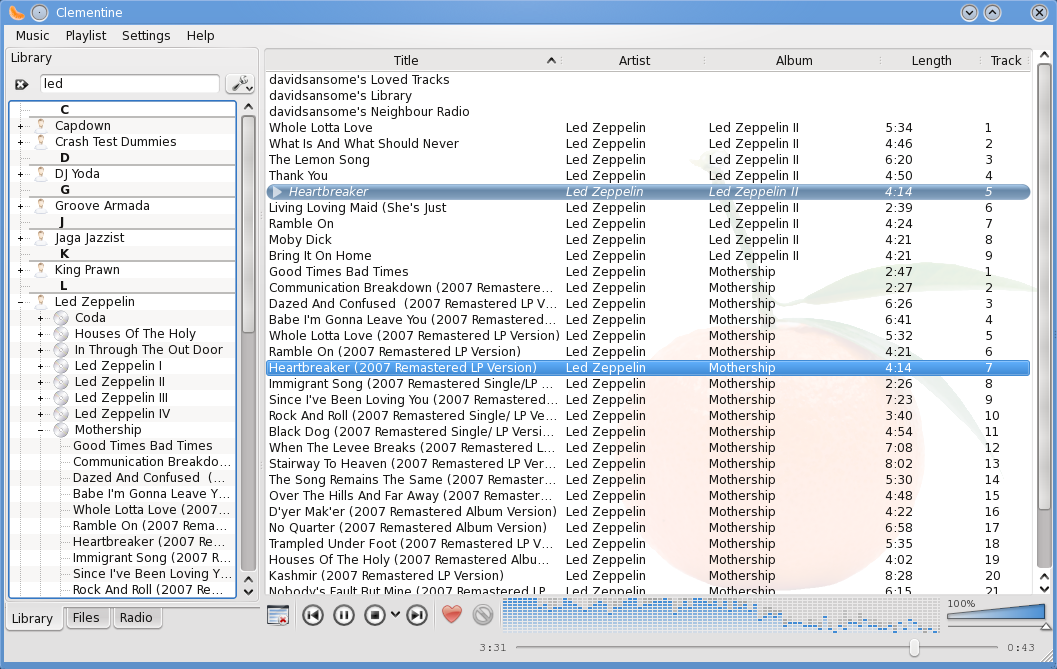 Clementine
Music Playlist Settings Help
Library
led
C
Capdown
Crash Test Dummies
D
DJ Yoda
G
Groove Armada
J
Jaga Jazzist
K
King Prawn
L
Led Zeppelin
Coda
Houses Of The Holy
In Through The Out Door
Led Zeppelin I
Led Zeppelin II
Led Zeppelin III
Led Zeppelin IV
Mothership
Good Times Bad Times
Communication Breakdo...
Dazed And Confused (...
Babe I'm Gonna Leave Y...
Whole Lotta Love (2007...
Ramble On (2007 Rema...
Heartbreaker (2007 Re...
Immigrant Song (2007 R...
Since I've Been Loving Y...
Rock And Roll (2007 Re...
Library Files Radio
Title Artist Album Length Track
davidsansome's Loved Tracks
davidsansome's Library
davidsansome's Neighbour Radio
Whole Lotta Love Led Zeppelin Led Zeppelin II 5:34 1
What Is And What Should Never Led Zeppelin Led Zeppelin II 4:46 2
The Lemon Song Led Zeppelin Led Zeppelin II 6:20 3
Thank You Led Zeppelin Led Zeppelin II 4:50 4
Heartbreaker Led Zeppelin Led Zeppelin II 4:14 5
Living Loving Maid (She's Just Led Zeppelin Led Zeppelin II 2:39 6
Ramble On Led Zeppelin Led Zeppelin II 4:24 7
Moby Dick Led Zeppelin Led Zeppelin II 4:21 8
Bring It On Home Led Zeppelin Led Zeppelin II 4:21 9
Good Times Bad Times Led Zeppelin Mothership 2:47 1
Communication Breakdown (2007 Remastere... Led Zeppelin Mothership 2:27 2
Dazed And Confused (2007 Remastered LP V... Led Zeppelin Mothership 6:26 3
Babe I'm Gonna Leave You (2007 Remastered... Led Zeppelin Mothership 6:41 4
Whole Lotta Love (2007 Remastered LP Version) Led Zeppelin Mothership 5:32 5
Ramble On (2007 Remastered LP Version) Led Zeppelin Mothership 4:21 6
Heartbreaker (2007 Remastered LP Version) Led Zeppelin Mothership 4:14 7
Immigrant Song (2007 Remastered Single/LP ... Led Zeppelin Mothership 2:26 8
Since I've Been Loving You (2007 Remastered... Led Zeppelin Mothership 7:23 9
Rock And Roll (2007 Remastered Single/ LP Ve... Led Zeppelin Mothership 3:40 10
Black Dog (2007 Remastered Single/ LP Versi... Led Zeppelin Mothership 4:54 11
When The Levee Breaks (2007 Remastered L... Led Zeppelin Mothership 7:08 12
Stairway To Heaven (2007 Remastered LP Ver... Led Zeppelin Mothership 8:02 13
The Song Remains The Same (2007 Remaster... Led Zeppelin Mothership 5:30 14
Over The Hills And Far Away (2007 Remaster... Led Zeppelin Mothership 4:48 15
D'yer Mak'er (2007 Remastered Album Version) Led Zeppelin Mothership 4:22 16
No Quarter (2007 Remastered Album Version) Led Zeppelin Mothership 6:58 17
Trampled Under Foot (2007 Remastered LP V... Led Zeppelin Mothership 5:35 18
Houses Of The Holy (2007 Remastered Albu... Led Zeppelin Mothership 4:02 19
Kashmir (2007 Remastered LP Version) Led Zeppelin Mothership 8:28 20
Nobody's Fault But Mine (2007 Remastered... Led Zeppelin Mothership 6:15 21
100%
3:31 0:43